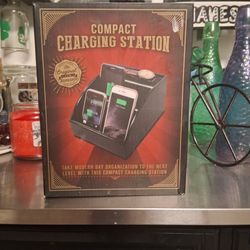 COMPACT
CHARGING STATION
TAKE MODERN DAY ORGANIZATION TO THE NEXT
LEVEL WITH THIS COMPACT CHARGING STATION